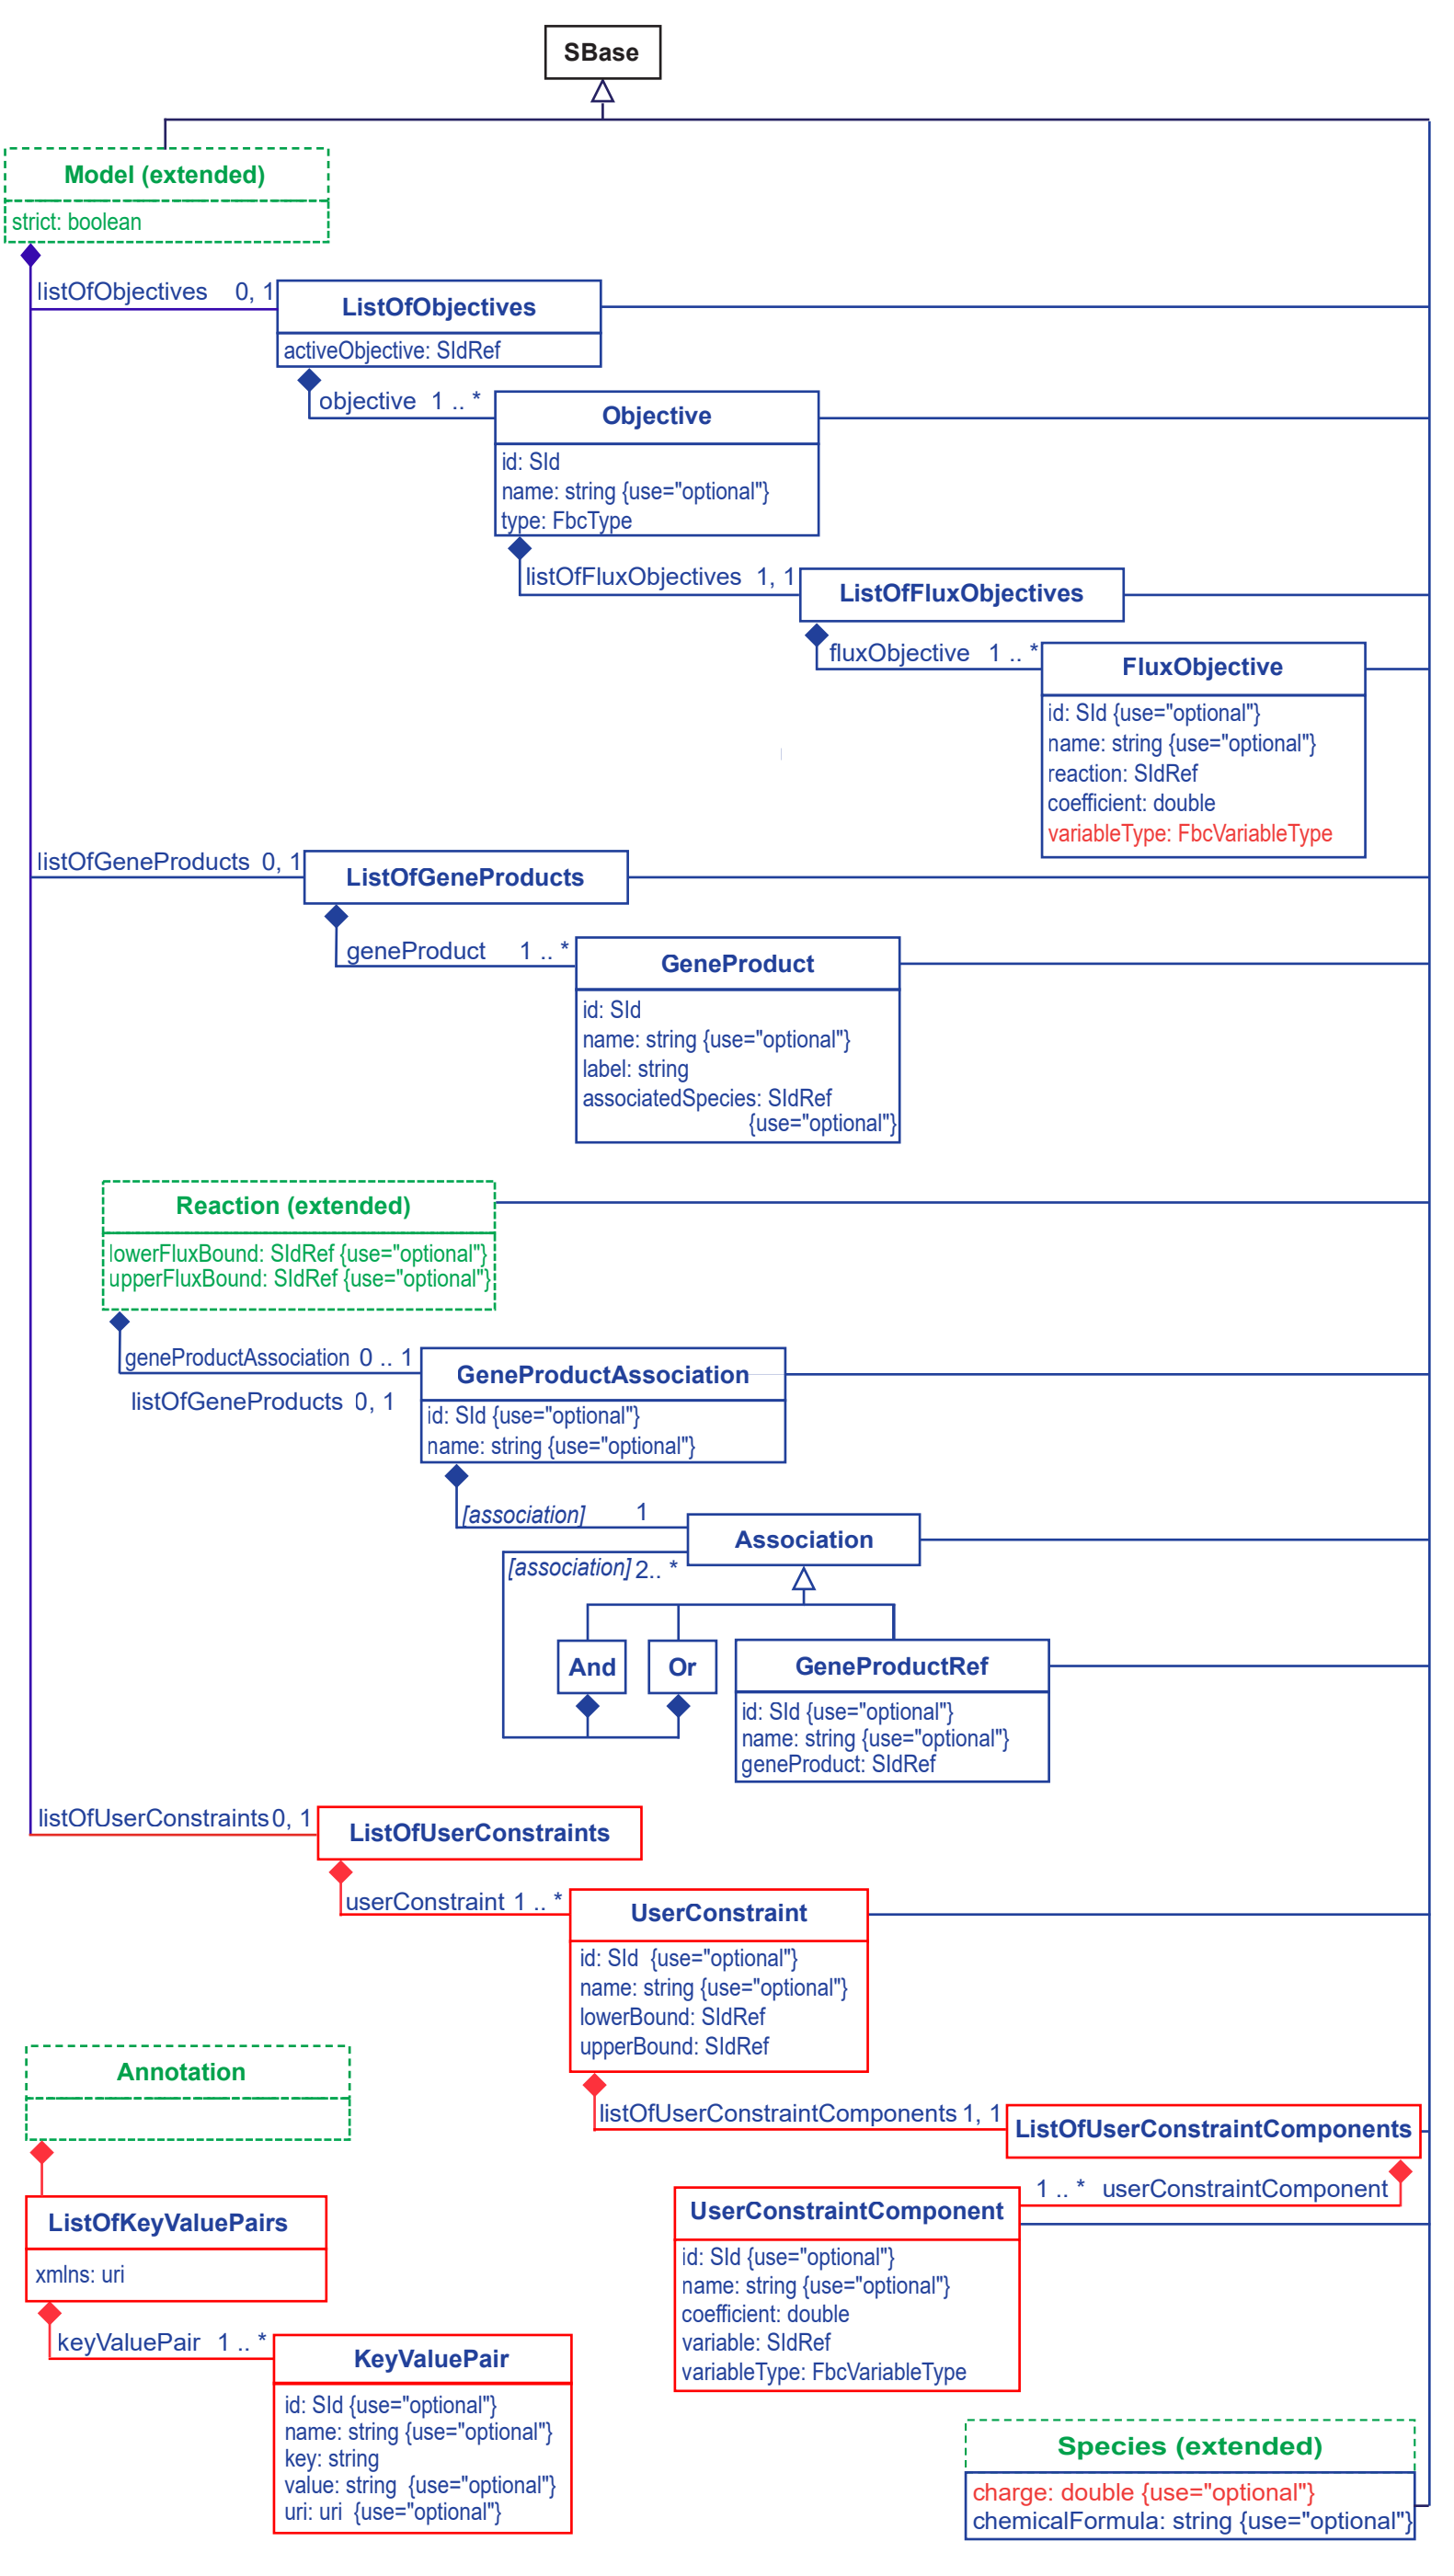 SBase
Model (extended)
strict: boolean
listOfObjectives 0, 1
ListOfObjectives
activeObjective: SIdRef
objective 1 .. *
Objective
id: SId
name: string {use="optional"}
type: FbcType
listOfFluxObjectives 1, 1
ListOfFluxObjectives
fluxObjective 1 .. *
FluxObjective
id: SId {use="optional"}
name: string {use="optional"}
reaction: SIdRef
coefficient: double
variableType: FbcVariableType
listOfGeneProducts 0, 1
ListOfGeneProducts
geneProduct 1 .. *
GeneProduct
id: SId
name: string {use="optional"}
label: string
associatedSpecies: SIdRef
{use="optional"}
Reaction (extended)
lowerFluxBound: SIdRef {use="optional"}
upperFluxBound: SIdRef {use="optional"}
geneProductAssociation 0 .. 1
listOfGeneProducts 0, 1
GeneProductAssociation
id: SId {use="optional"}
name: string {use="optional"}
[association] 1
Association
[association] 2.. *
And
Or
GeneProductRef
id: SId {use="optional"}
name: string {use="optional"}
geneProduct: SIdRef
listOfUserConstraints 0, 1
ListOfUserConstraints
userConstraint 1 .. *
UserConstraint
id: SId {use="optional"}
name: string {use="optional"}
lowerBound: SIdRef
upperBound: SIdRef
listOfUserConstraintComponents 1, 1
ListOfUserConstraintComponents
1 .. * userConstraintComponent
UserConstraintComponent
id: SId {use="optional"}
name: string {use="optional"}
coefficient: double
variable: SIdRef
variableType: FbcVariableType
Annotation
ListOfKeyValuePairs
xmlns: uri
keyValuePair 1 .. *
KeyValuePair
id: SId {use="optional"}
name: string {use="optional"}
key: string
value: string {use="optional"}
uri: uri {use="optional"}
Species (extended)
charge: double {use="optional"}
chemicalFormula: string {use="optional"}